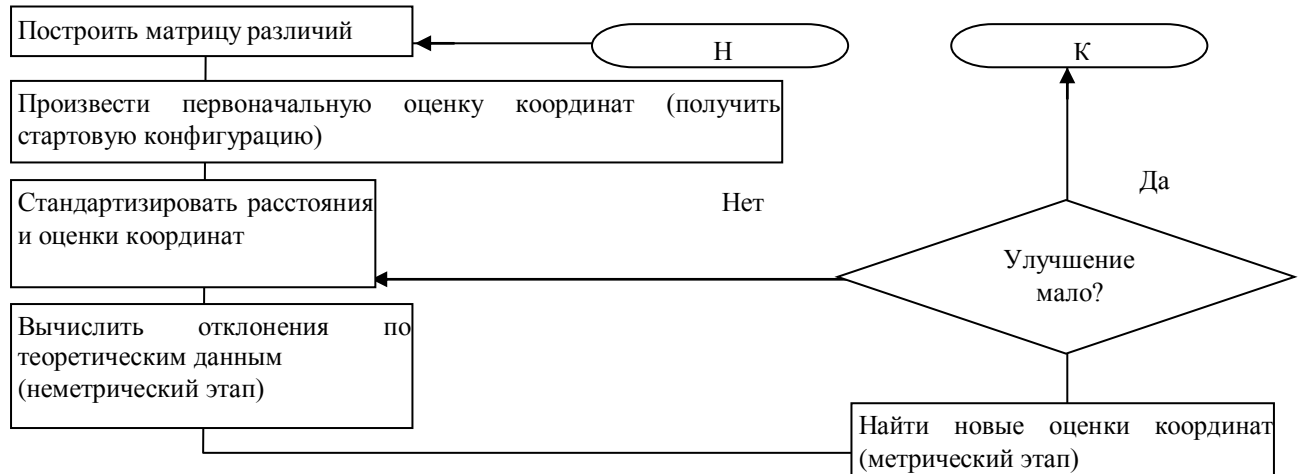 Построить матрицу различий
Н
К
Произвести первоначальную оценку координат (получить
стартовую конфигурацию)
Стандартизировать расстояния
и оценки координат
Нет
Да
Улучшение
мало?
Вычислить отклонения по
теоретическим данным
(неметрический этап)
Найти новые оценки координат
(метрический этап)